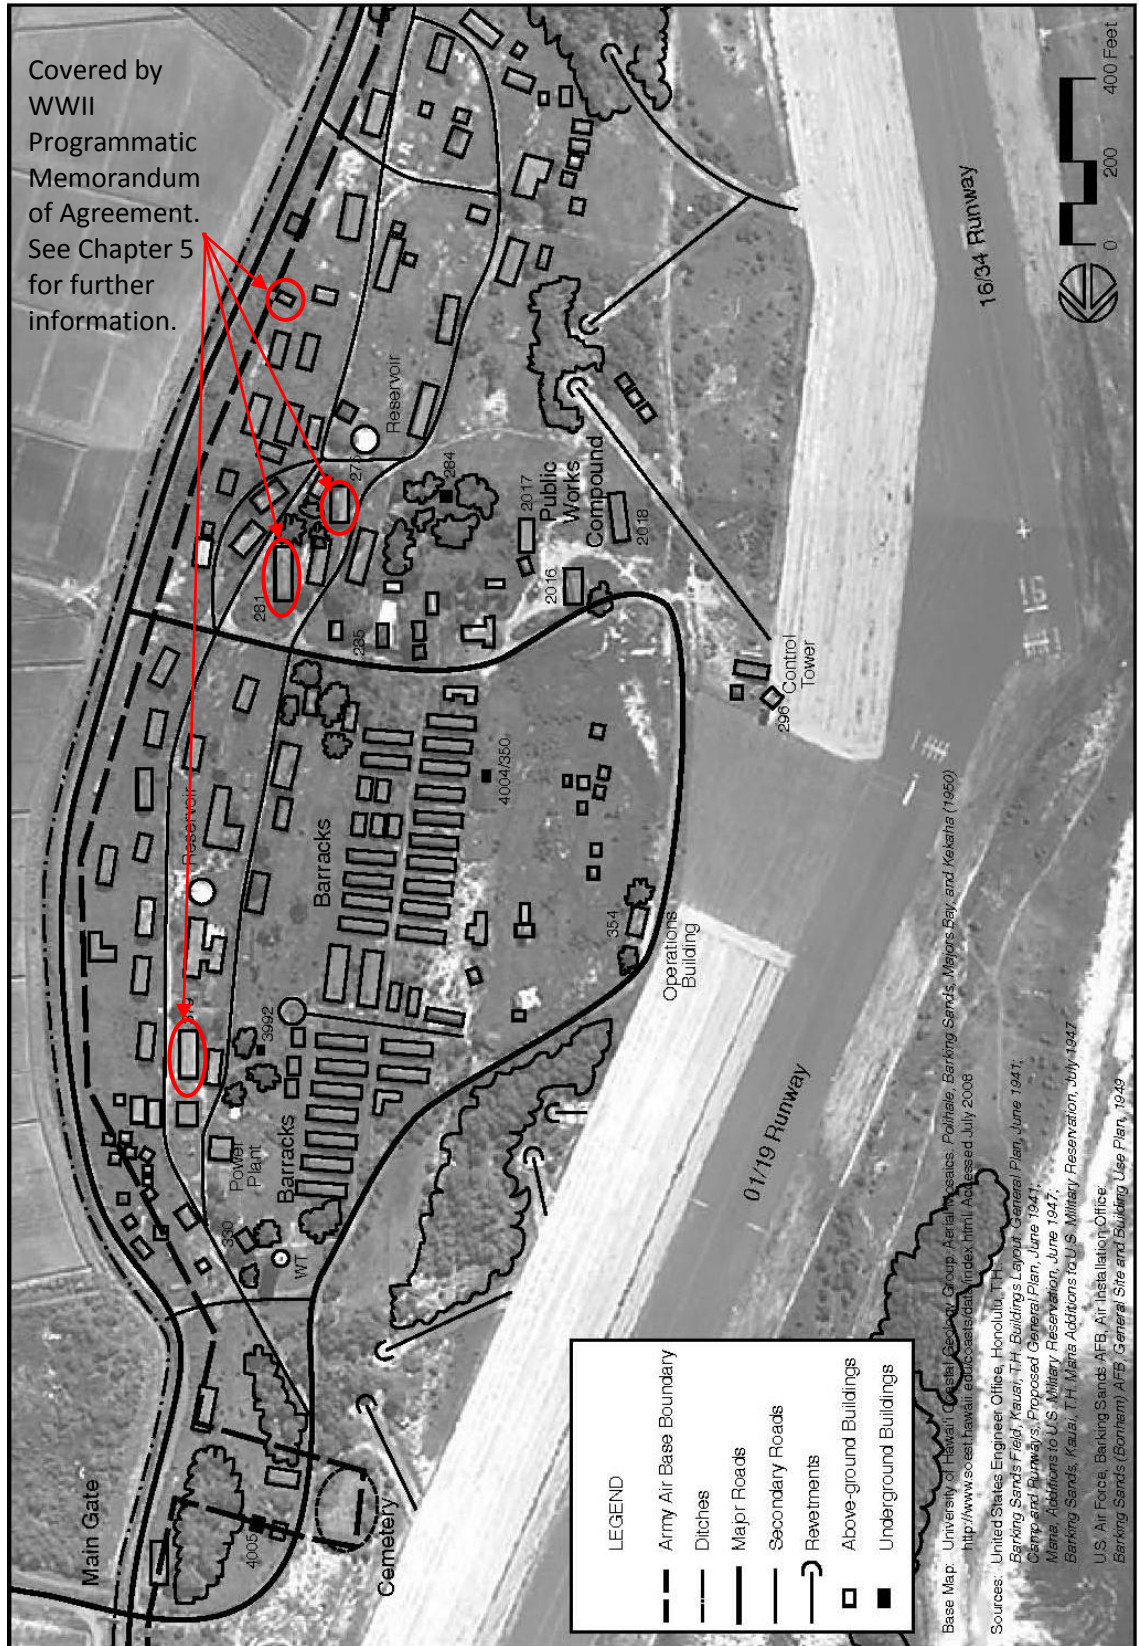 Covered by
WWII
Programmatic
Memorandum
of Agreement.
See Chapter 5
for further
information.
Main Gate
4005
Cemetery
330
WT
Power
Plant
Barracks
3992
Reservoir
Barracks
4004/350
354
Operations
Building
281
285
275
Reservoir
284
2016
2017
Public
Works
Compound
2018
296
Control
Tower
01/19 Runway
16/34 Runway
0 200 400 Feet
LEGEND
Army Air Base Boundary
Ditches
Major Roads
Secondary Roads
Revetments
Above-ground Buildings
Underground Buildings
Base Map: University of Hawai'i Coastal Geology Group, Aerial Mosaics, Polihale, Barking Sands, Majors Bay, and Kekaha (1950)
http://www.soest.hawaii.edu/coasts/data/index.html Accessed July 2008
Sources: United States Engineer Office, Honolulu, T.H.
Barking Sands Field, Kauai, T.H. Buildings Layout General Plan, June 1941;
Camp and Runways, Proposed General Plan, June 1941;
Mana, Additions to U.S. Military Reservation, June 1947;
Barking Sands, Kauai, T.H. Mana Additions to U.S. Military Reservation, July 1947
U.S. Air Force, Barking Sands AFB, Air Installation Office:
Barking Sands (Bonham) AFB, General Site and Building Use Plan, 1949